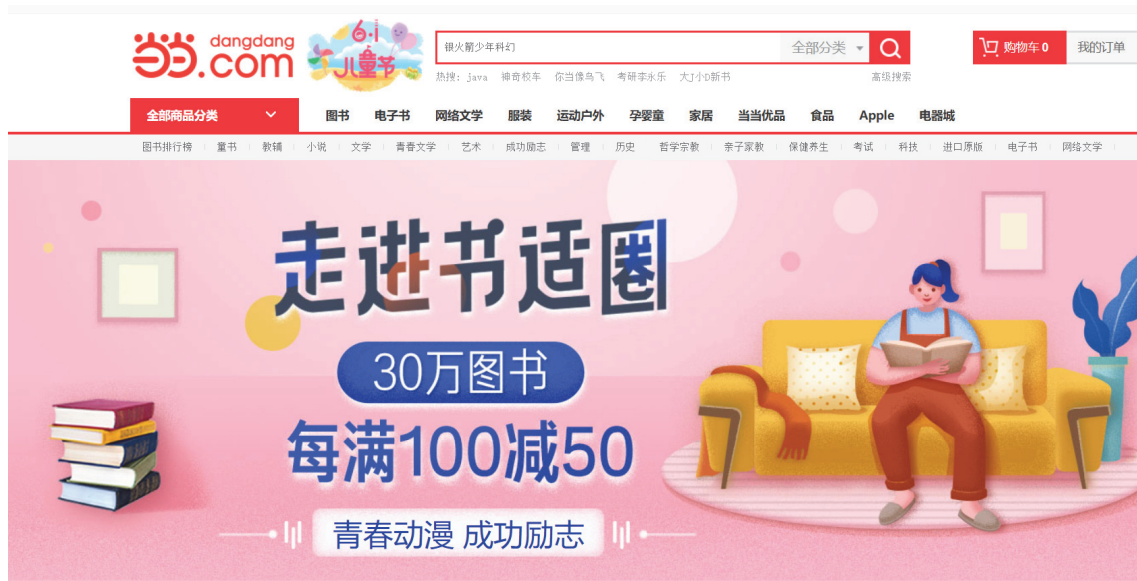 当当.com dangdang
6.1 儿童节
银火箭少年科幻 全部分类
购物车 0 我的订单
热搜: java 神奇校车 你当像鸟飞 考研李永乐 大J小D新书 高级搜索
全部商品分类 图书 电子书 网络文学 服装 运动户外 孕婴童 家居 当当优品 食品 Apple 电器城
图书排行榜 童书 教辅 小说 文学 青春文学 艺术 成功励志 管理 历史 哲学宗教 亲子家教 保健养生 考试 科技 进口原版 电子书 网络文学
走进书适圈
30万图书
每满100减50
青春动漫 成功励志